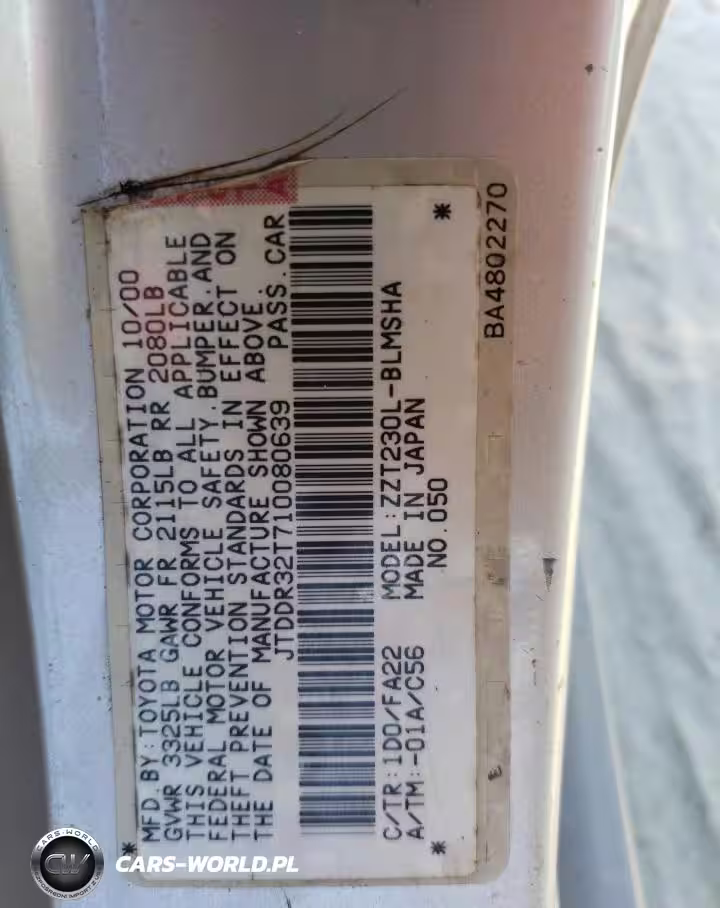 MFD. BY:TOYOTA MOTOR CORPORATION 10/00
GVWR 3325LB GAWR FR 2115LB RR 2080LB
THIS VEHICLE CONFORMS TO ALL APPLICABLE
FEDERAL MOTOR VEHICLE SAFETY.BUMPER.AND
THEFT PREVENTION STANDARDS IN EFFECT ON
THE DATE OF MANUFACTURE SHOWN ABOVE.
JTDDR32T710080639 PASS.CAR
C/TR:1D0/FA22 MODEL:ZZT230L-BLMSHA
A/TM:-01A/C56 MADE IN JAPAN
NO.050
BA4802270
CARS-WORLD
CW
CARS-WORLD.PL